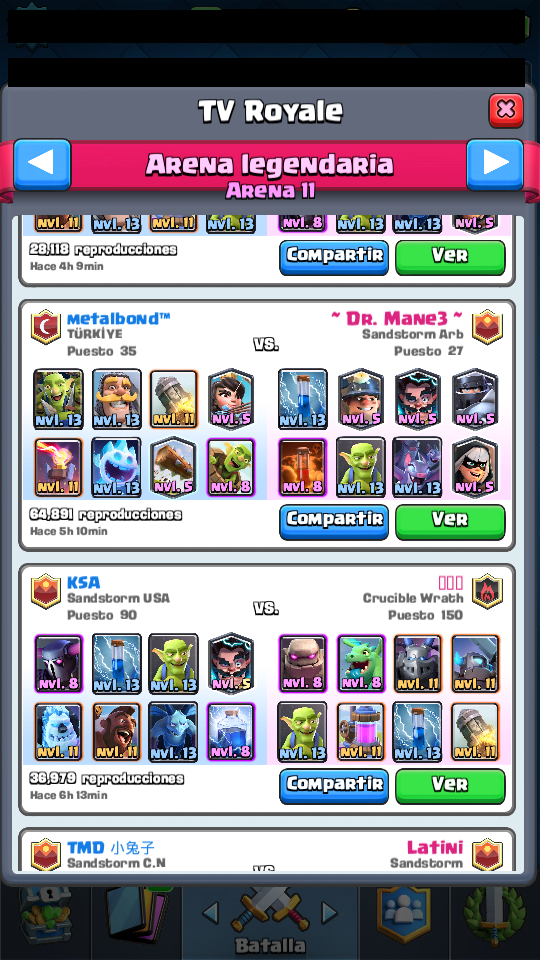 TV Royale
Arena legendaria
Arena 11
Nvl. 11 Nvl. 13 Nvl. 11 Nvl. 13 Nvl. 8 Nvl. 13 Nvl. 13 Nvl. 5
28,118 reproducciones
Hace 4h 9min
Compartir
Ver
metalbond™
TÜRKİYE
Puesto 35
vs.
~ Dr. Mane3 ~
Sandstorm Arb
Puesto 27
Nvl. 13 Nvl. 13 Nvl. 11 Nvl. 5 Nvl. 13 Nvl. 5 Nvl. 5 Nvl. 5
Nvl. 11 Nvl. 13 Nvl. 5 Nvl. 8 Nvl. 8 Nvl. 13 Nvl. 13 Nvl. 5
64,891 reproducciones
Hace 5h 10min
Compartir
Ver
KSA
Sandstorm USA
Puesto 90
vs.
Crucible Wrath
Puesto 150
Nvl. 8 Nvl. 13 Nvl. 13 Nvl. 5 Nvl. 8 Nvl. 8 Nvl. 11 Nvl. 11
Nvl. 11 Nvl. 11 Nvl. 13 Nvl. 8 Nvl. 13 Nvl. 11 Nvl. 13 Nvl. 11
36,979 reproducciones
Hace 6h 13min
Compartir
Ver
TMD 小兔子
Sandstorm C.N
vs.
Latini
Sandstorm
Batalla